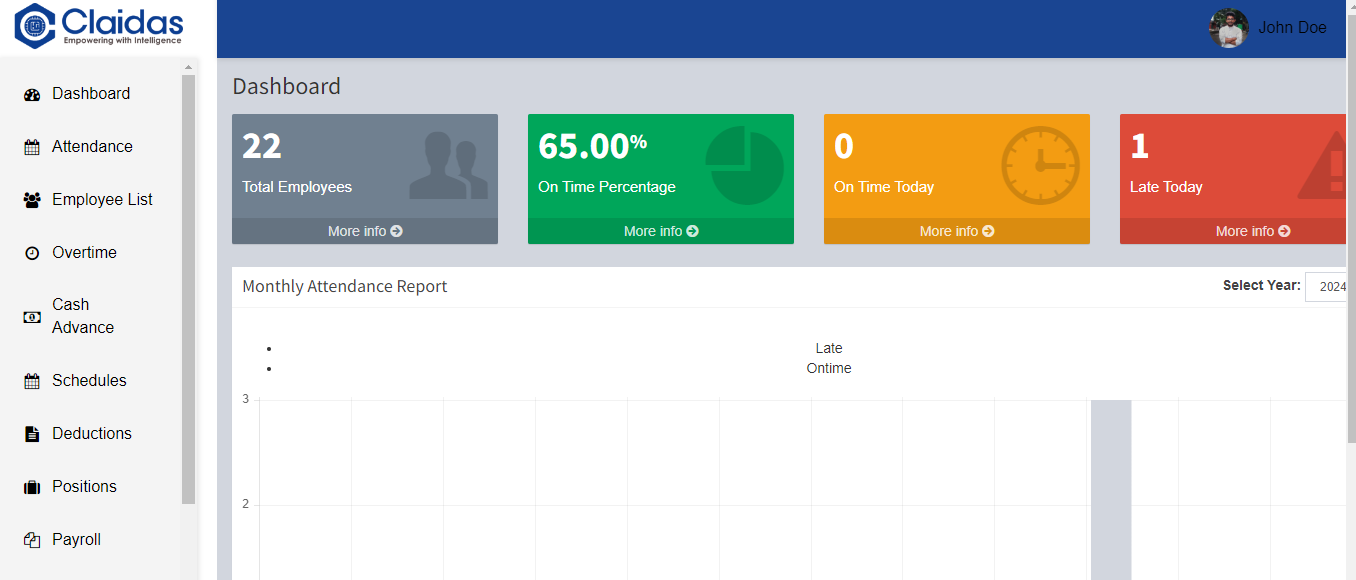 Claidas
Empowering with Intelligence
John Doe
Dashboard
Attendance
Employee List
Overtime
Cash
Advance
Schedules
Deductions
Positions
Payroll
Dashboard
22
Total Employees
More info
65.00%
On Time Percentage
More info
0
On Time Today
More info
1
Late Today
More info
Monthly Attendance Report
Select Year: 2024
Late
Ontime
3
2